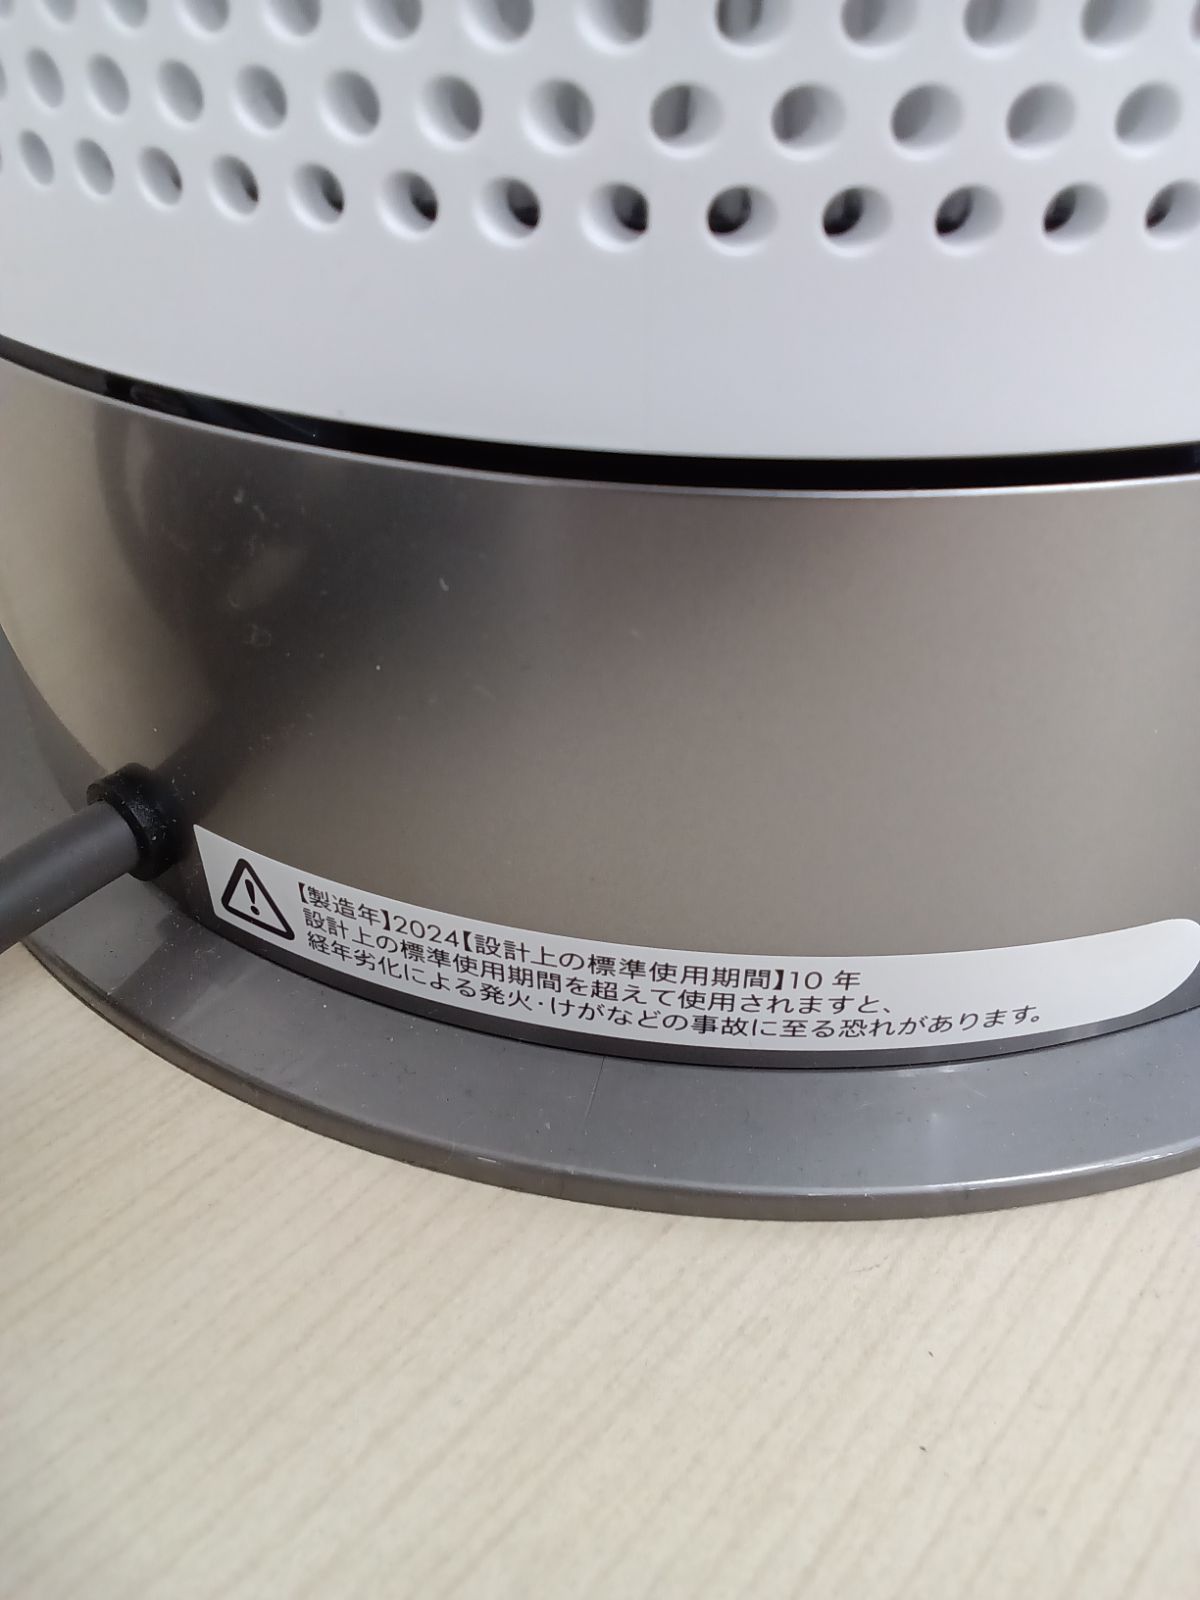 【製造年】2024【設計上の標準使用期間】10 年
設計上の標準使用期間を超えて使用されますと、
経年劣化による発火・けがなどの事故に至る恐れがあります。